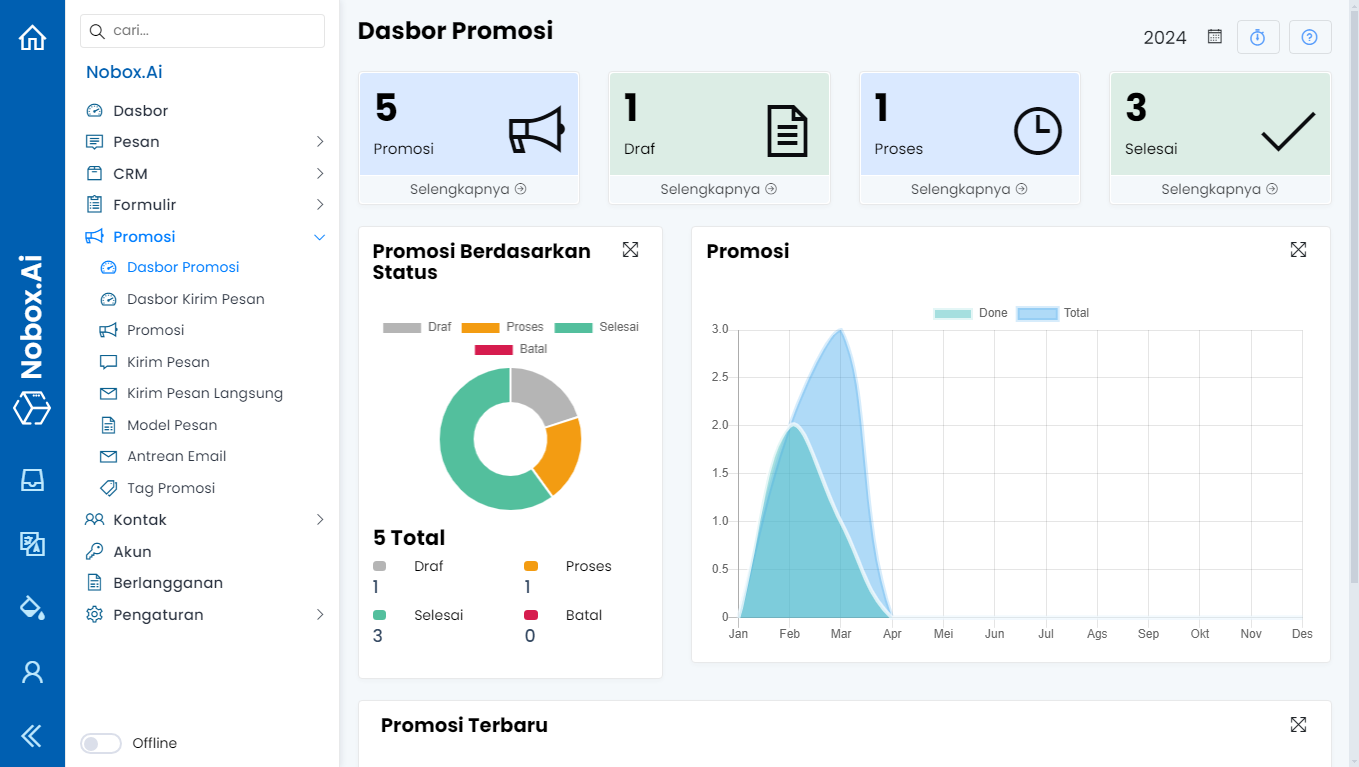 cari...
Nobox.Ai
Dasbor
Pesan
CRM
Formulir
Promosi
Dasbor Promosi
Dasbor Kirim Pesan
Promosi
Kirim Pesan
Kirim Pesan Langsung
Model Pesan
Antrean Email
Tag Promosi
Kontak
Akun
Berlangganan
Pengaturan
Offline
Nobox.Ai
Dasbor Promosi
2024
5
Promosi
Selengkapnya
1
Draf
Selengkapnya
1
Proses
Selengkapnya
3
Selesai
Selengkapnya
Promosi Berdasarkan
Status
Draf Proses Selesai
Batal
5 Total
Draf Proses
1 1
Selesai Batal
3 0
Promosi
Done Total
3.0
2.5
2.0
1.5
1.0
0.5
0
Jan Feb Mar Apr Mei Jun Jul Ags Sep Okt Nov Des
Promosi Terbaru